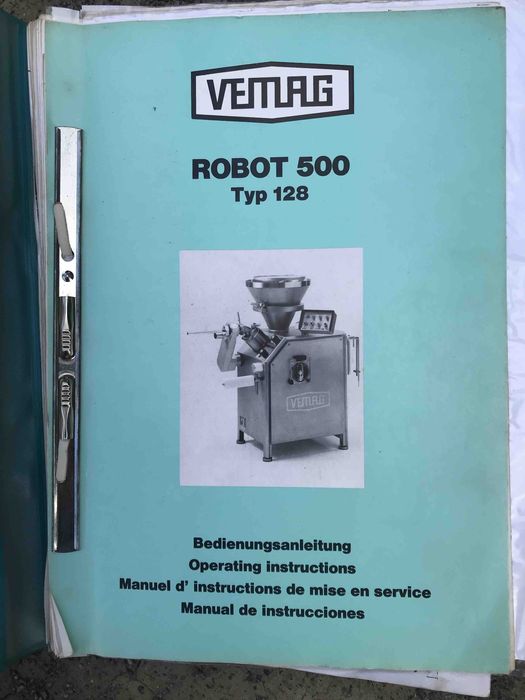 VEMAG
ROBOT 500
Typ 128
VEMAG
Bedienungsanleitung
Operating instructions
Manuel d' instructions de mise en service
Manual de instrucciones